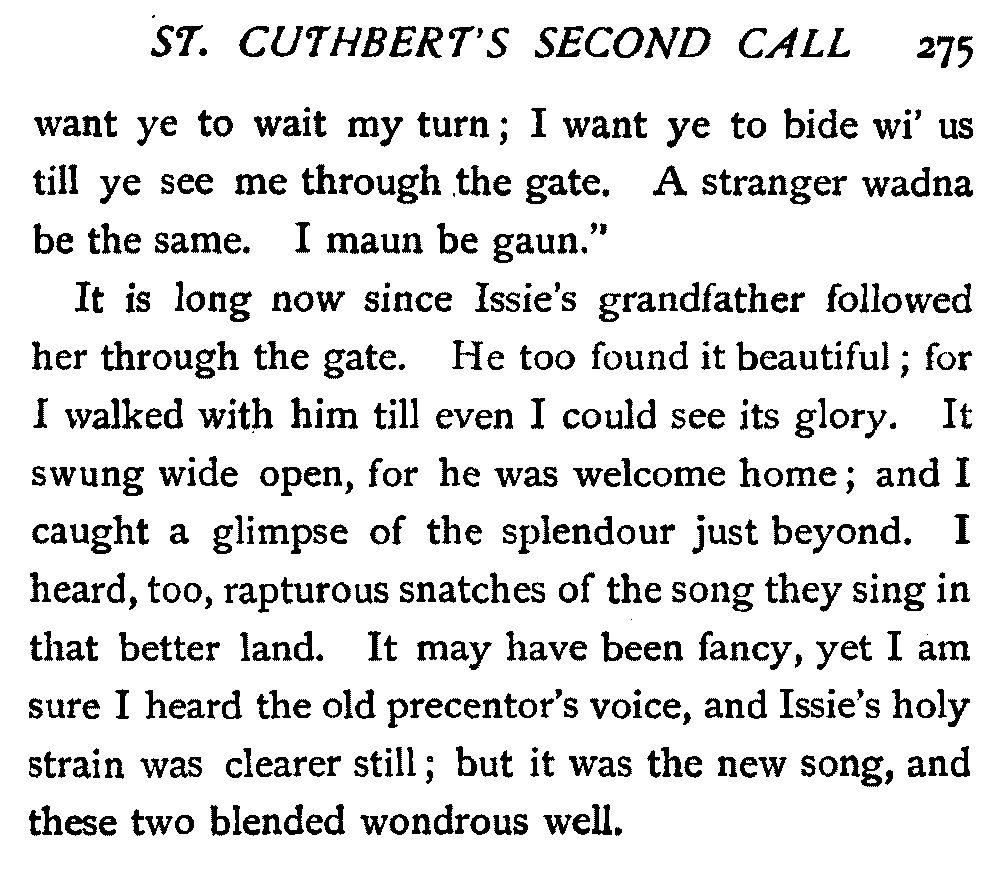 ST. CUTHBERT'S SECOND CALL 275
want ye to wait my turn; I want ye to bide wi' us
till ye see me through the gate. A stranger wadna
be the same. I maun be gaun."
It is long now since Issie's grandfather followed
her through the gate. He too found it beautiful; for
I walked with him till even I could see its glory. It
swung wide open, for he was welcome home; and I
caught a glimpse of the splendour just beyond. I
heard, too, rapturous snatches of the song they sing in
that better land. It may have been fancy, yet I am
sure I heard the old precentor's voice, and Issie's holy
strain was clearer still; but it was the new song, and
these two blended wondrous well.